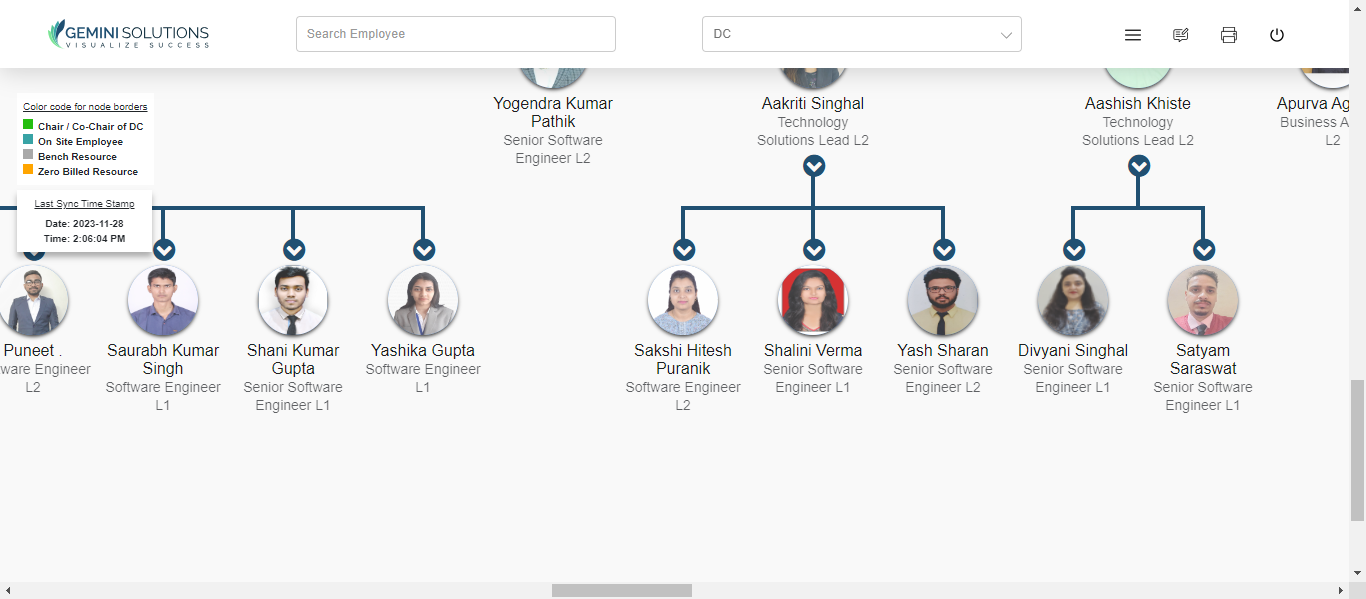 GEMINI SOLUTIONS
VISUALIZE SUCCESS
Search Employee
DC
Color code for node borders
Chair / Co-Chair of DC
On Site Employee
Bench Resource
Zero Billed Resource
Last Sync Time Stamp
Date: 2023-11-28
Time: 2:06:04 PM
Yogendra Kumar
Pathik
Senior Software
Engineer L2
Aakriti Singhal
Technology
Solutions Lead L2
Aashish Khiste
Technology
Solutions Lead L2
Apurva Ag
Business A
L2
Puneet .
ware Engineer
L2
Saurabh Kumar
Singh
Software Engineer
L1
Shani Kumar
Gupta
Senior Software
Engineer L1
Yashika Gupta
Software Engineer
L1
Sakshi Hitesh
Puranik
Software Engineer
L2
Shalini Verma
Senior Software
Engineer L1
Yash Sharan
Senior Software
Engineer L2
Divyani Singhal
Senior Software
Engineer L1
Satyam
Saraswat
Senior Software
Engineer L1